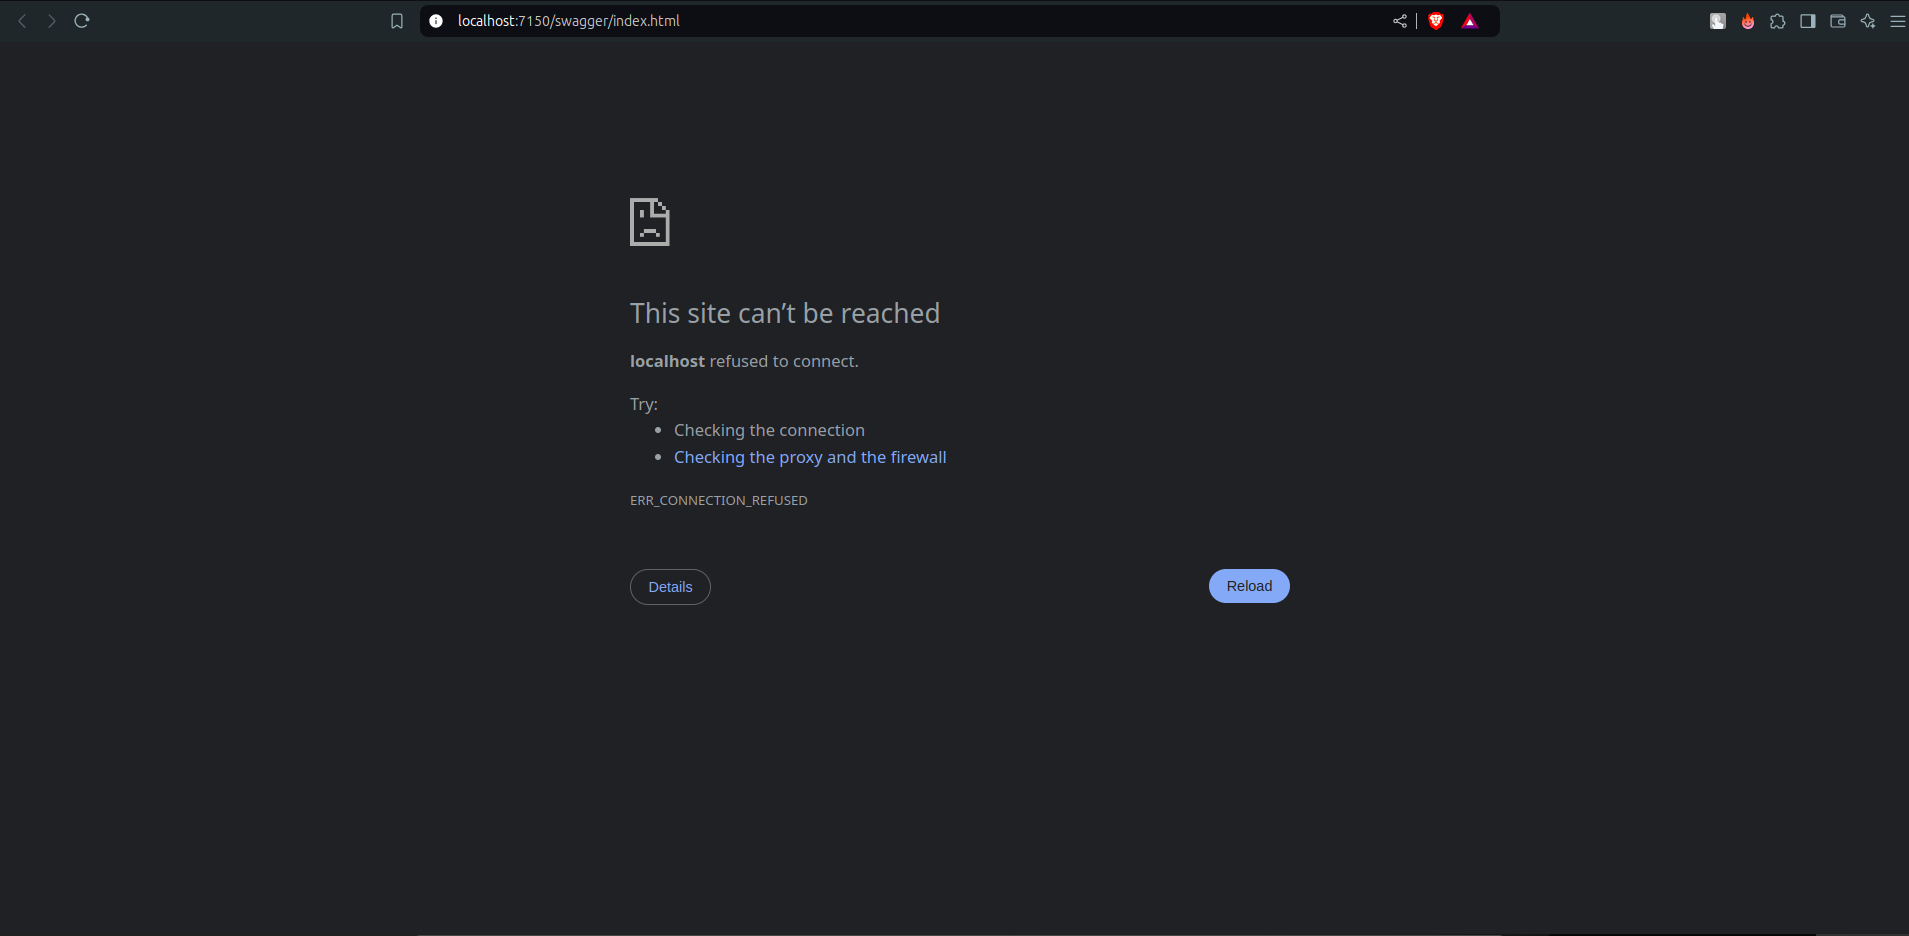 localhost:7150/swagger/index.html
This site can’t be reached
localhost refused to connect.
Try:
Checking the connection
Checking the proxy and the firewall
ERR_CONNECTION_REFUSED
Details
Reload